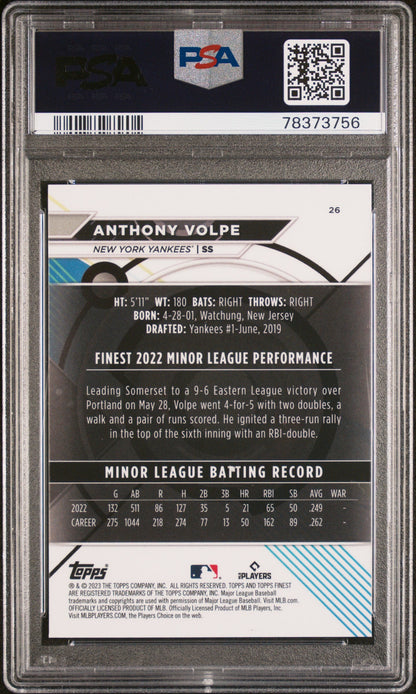 PSA
PSA
78373756
26
ANTHONY VOLPE
NEW YORK YANKEES® | SS
HT: 5'11" WT: 180 BATS: RIGHT THROWS: RIGHT
BORN: 4-28-01, Watchung, New Jersey
DRAFTED: Yankees #1-June, 2019
FINEST 2022 MINOR LEAGUE PERFORMANCE
Leading Somerset to a 9-6 Eastern League victory over
Portland on May 28, Volpe went 4-for-5 with two doubles, a
walk and a pair of runs scored. He ignited a three-run rally
in the top of the sixth inning with an RBI-double.
MINOR LEAGUE BATTING RECORD
G AB R H 2B 3B HR RBI SB AVG WAR
2022 132 511 86 127 35 5 21 65 50 .249 -
CAREER 275 1044 218 274 77 13 50 162 89 .262 -
topps
MLB PLAYERS
® & © 2023 THE TOPPS COMPANY, INC. ALL RIGHTS RESERVED. TOPPS AND TOPPS FINEST
ARE REGISTERED TRADEMARKS OF THE TOPPS COMPANY, INC. Major League Baseball
trademarks and copyrights are used with permission of Major League Baseball. Visit MLB.com.
OFFICIALLY LICENSED PRODUCT OF MLB. Officially Licensed Product of MLB Players, Inc.
Visit MLBPLAYERS.com, the Players Choice on the web.